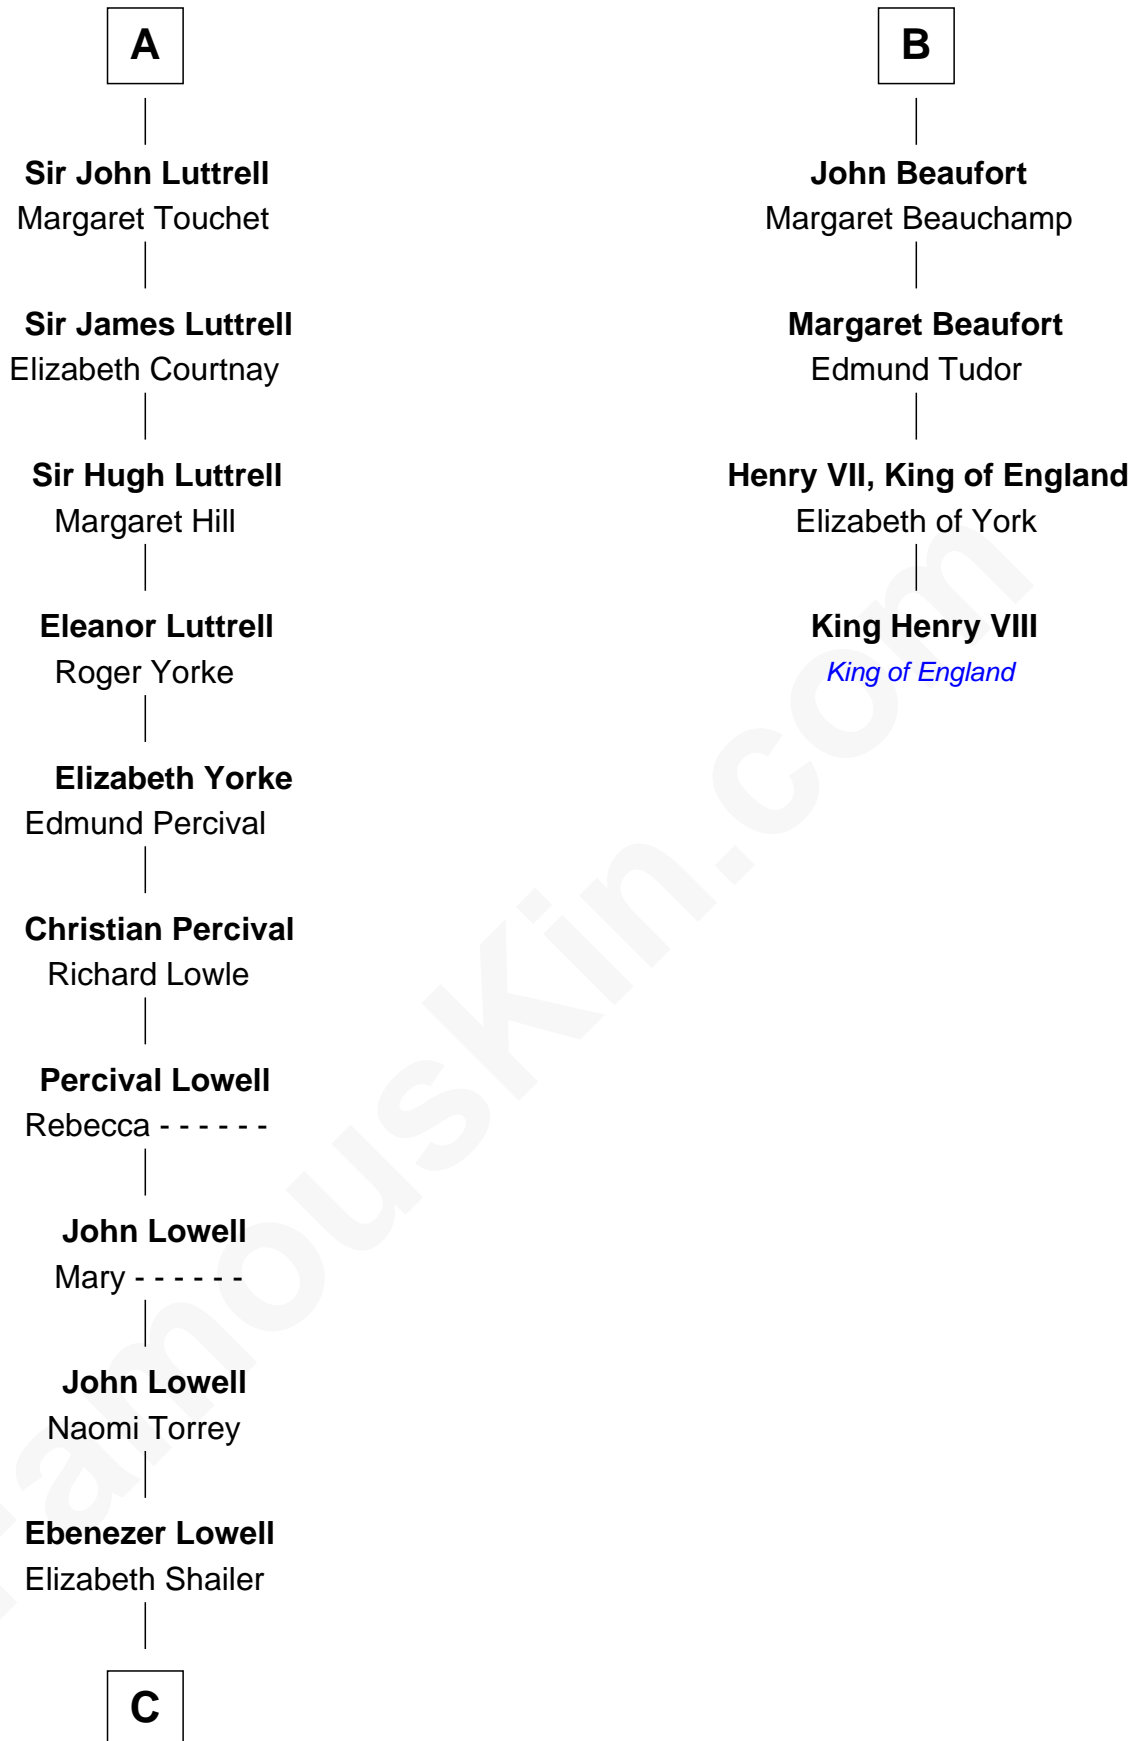 A
Sir John Luttrell
Margaret Touchet
Sir James Luttrell
Elizabeth Courtnay
Sir Hugh Luttrell
Margaret Hill
Eleanor Luttrell
Roger Yorke
Elizabeth Yorke
Edmund Percival
Christian Percival
Richard Lowle
Percival Lowell
Rebecca - - - - - -
John Lowell
Mary - - - - - -
John Lowell
Naomi Torrey
Ebenezer Lowell
Elizabeth Shailer
C
B
John Beaufort
Margaret Beauchamp
Margaret Beaufort
Edmund Tudor
Henry VII, King of England
Elizabeth of York
King Henry VIII
King of England
FamousKin.com